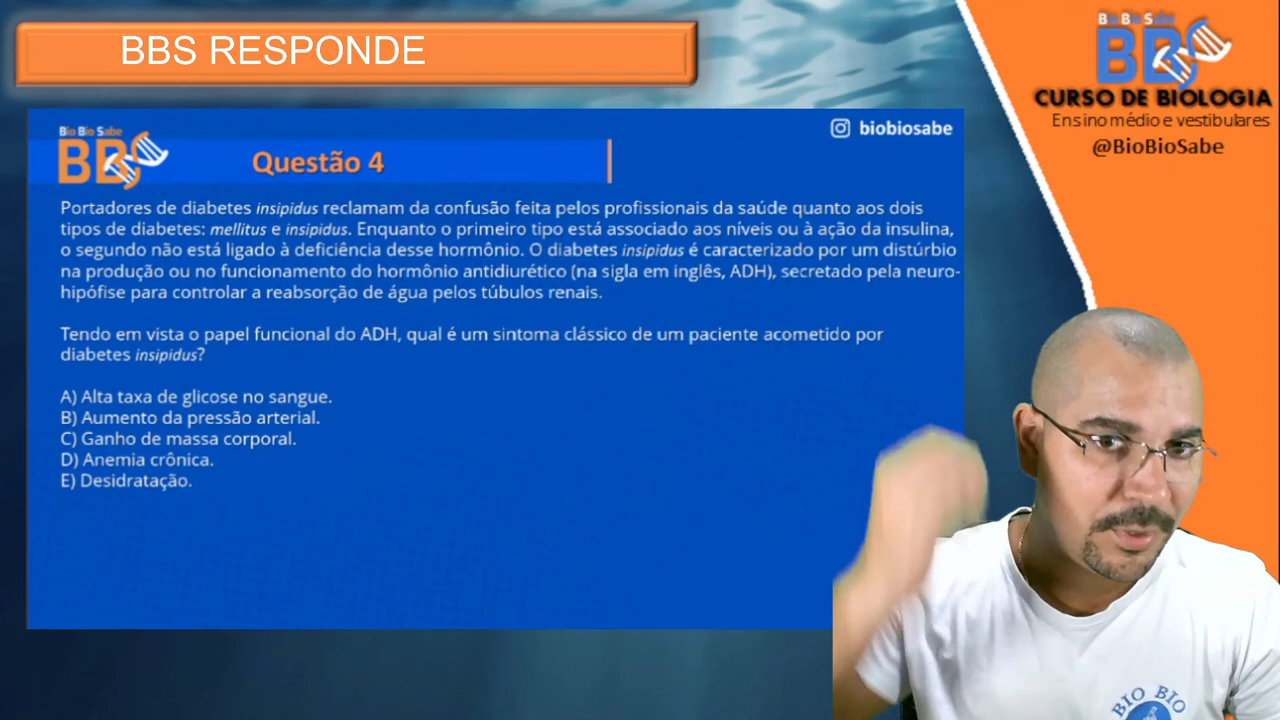 BBS RESPONDE
Bio Bio Sabe
BBS
CURSO DE BIOLOGIA
Ensino médio e vestibulares
@BioBioSabe
biobiosabe
Bio Bio Sabe
BBS
Questão 4
Portadores de diabetes insipidus reclamam da confusão feita pelos profissionais da saúde quanto aos dois
tipos de diabetes: mellitus e insipidus. Enquanto o primeiro tipo está associado aos níveis ou à ação da insulina,
o segundo não está ligado à deficiência desse hormônio. O diabetes insipidus é caracterizado por um distúrbio
na produção ou no funcionamento do hormônio antidiurético (na sigla em inglês, ADH), secretado pela neuro-
hipófise para controlar a reabsorção de água pelos túbulos renais.
Tendo em vista o papel funcional do ADH, qual é um sintoma clássico de um paciente acometido por
diabetes insipidus?
A) Alta taxa de glicose no sangue.
B) Aumento da pressão arterial.
C) Ganho de massa corporal.
D) Anemia crônica.
E) Desidratação.
BIO BIO